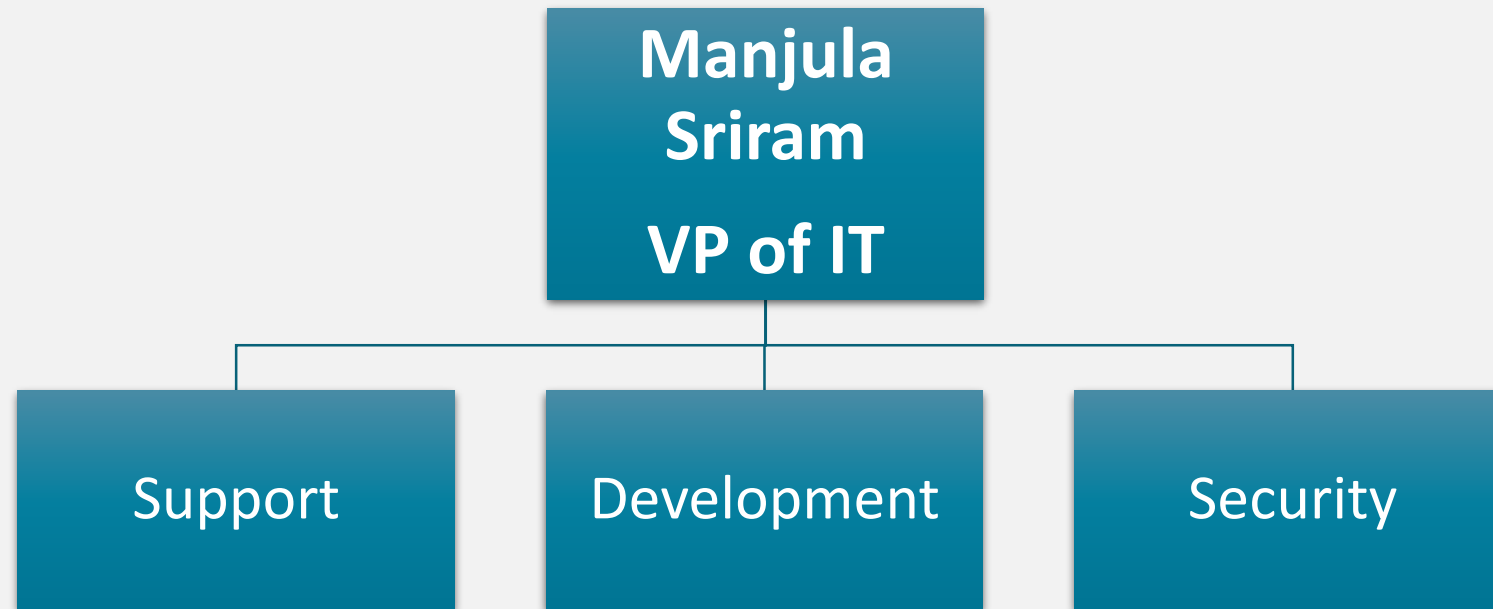 Manjula
Sriram
VP of IT
Support
Development
Security